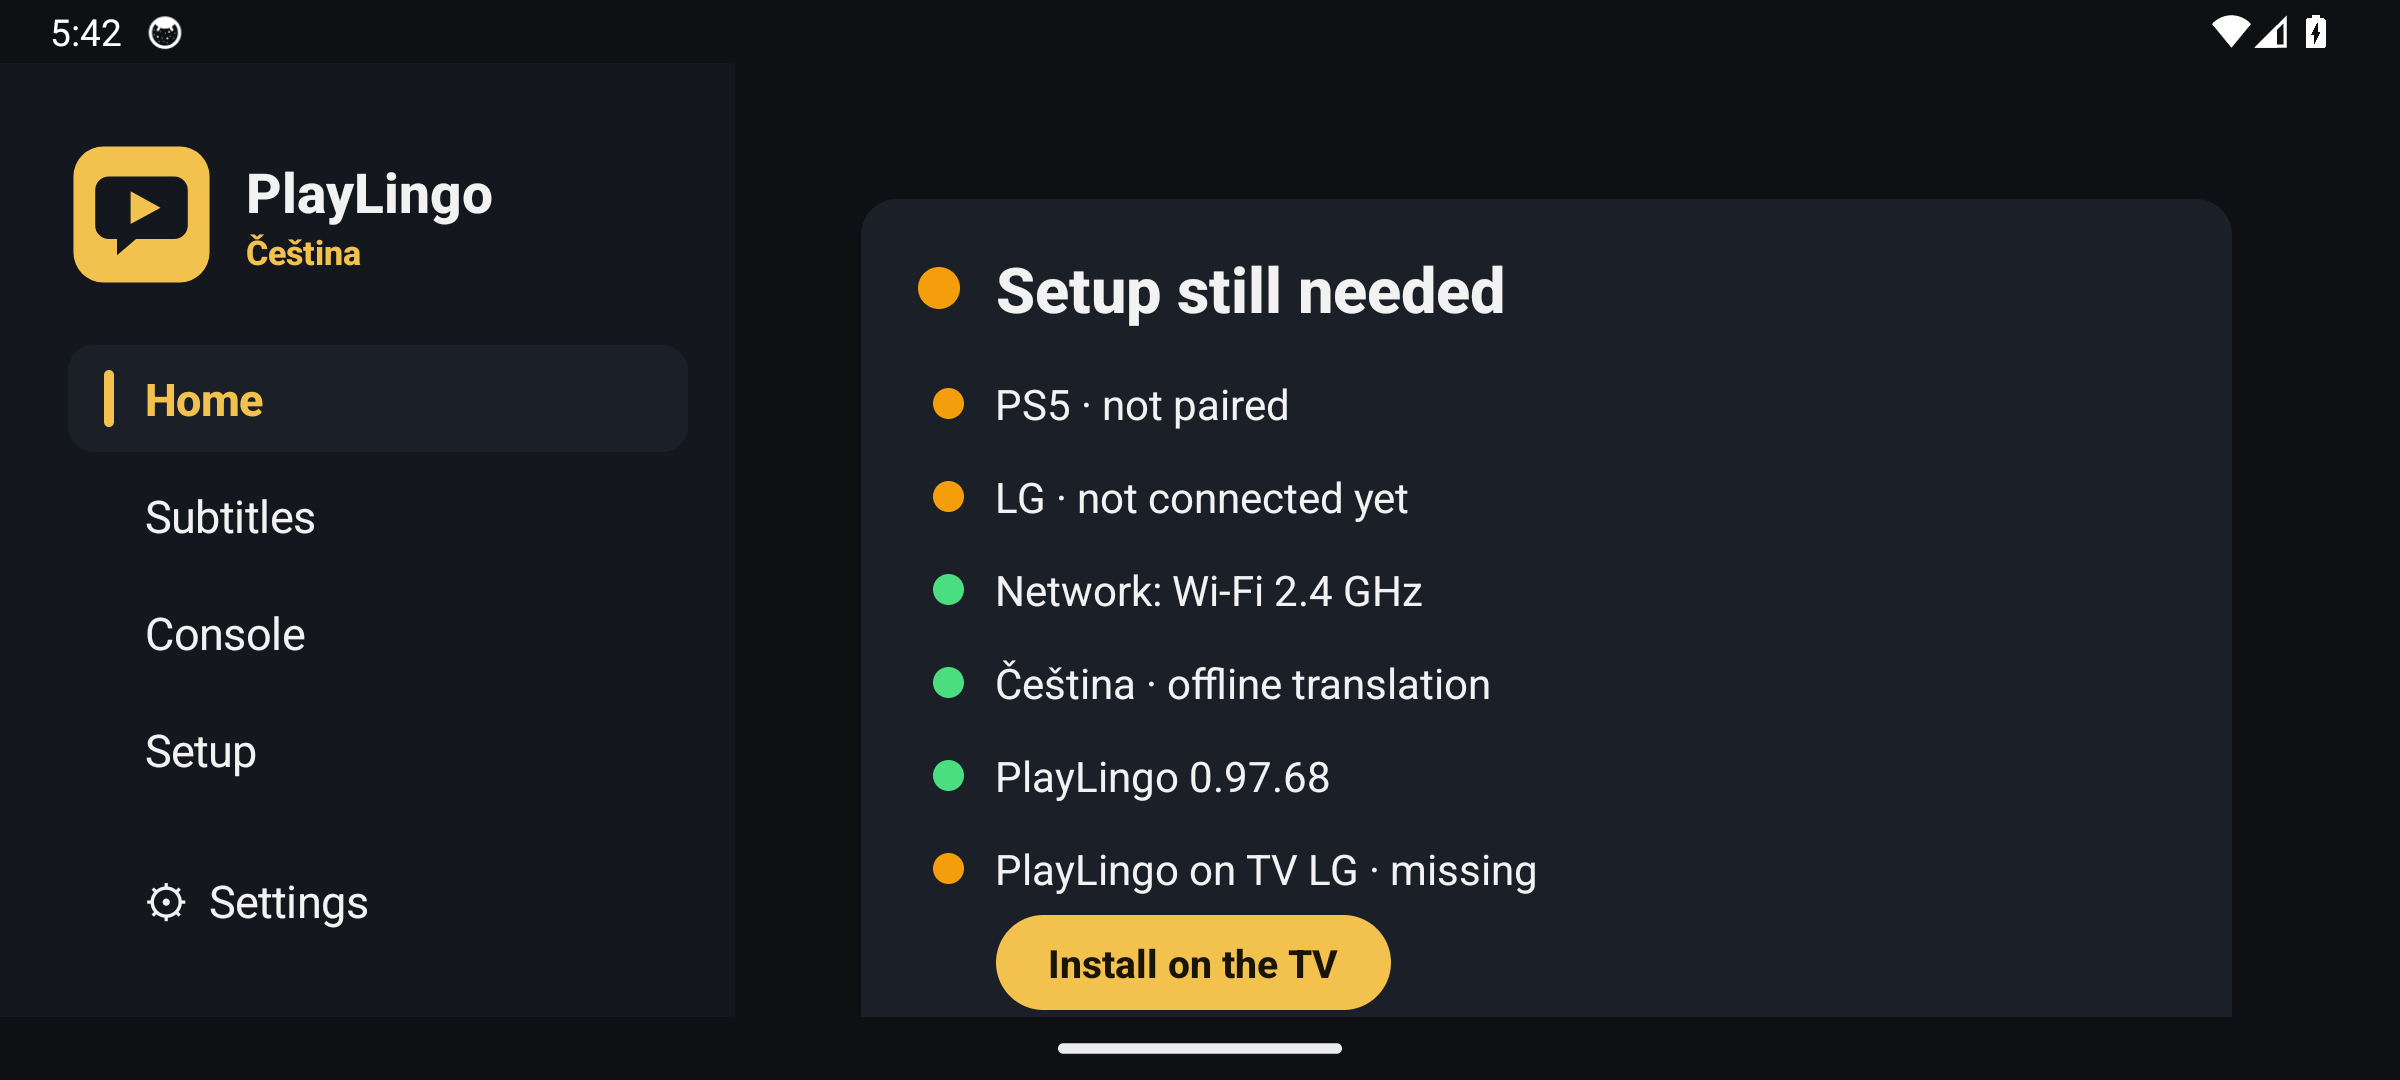 5:42
PlayLingo
Čeština
Home
Subtitles
Console
Setup
Settings
Setup still needed
PS5 · not paired
LG · not connected yet
Network: Wi-Fi 2.4 GHz
Čeština · offline translation
PlayLingo 0.97.68
PlayLingo on TV LG · missing
Install on the TV